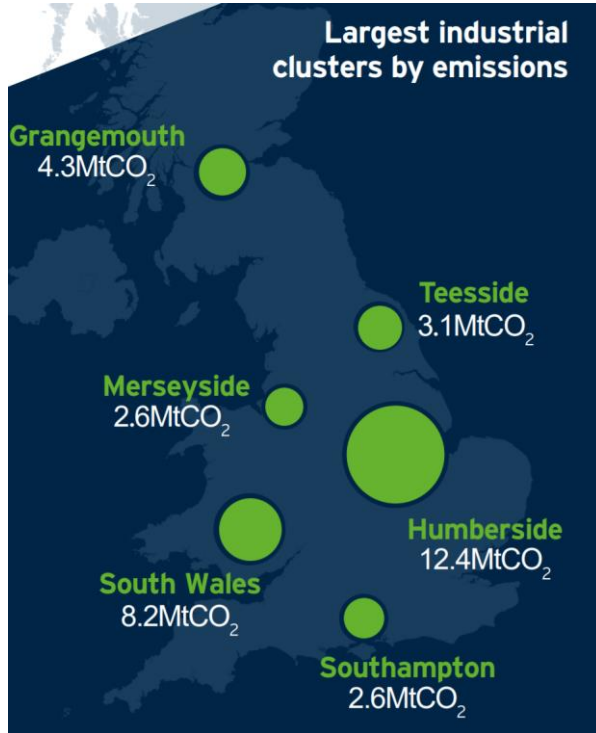 Largest industrial
clusters by emissions
Grangemouth
4.3MtCO₂
Teesside
3.1MtCO₂
Merseyside
2.6MtCO₂
Humberside
12.4MtCO₂
South Wales
8.2MtCO₂
Southampton
2.6MtCO₂